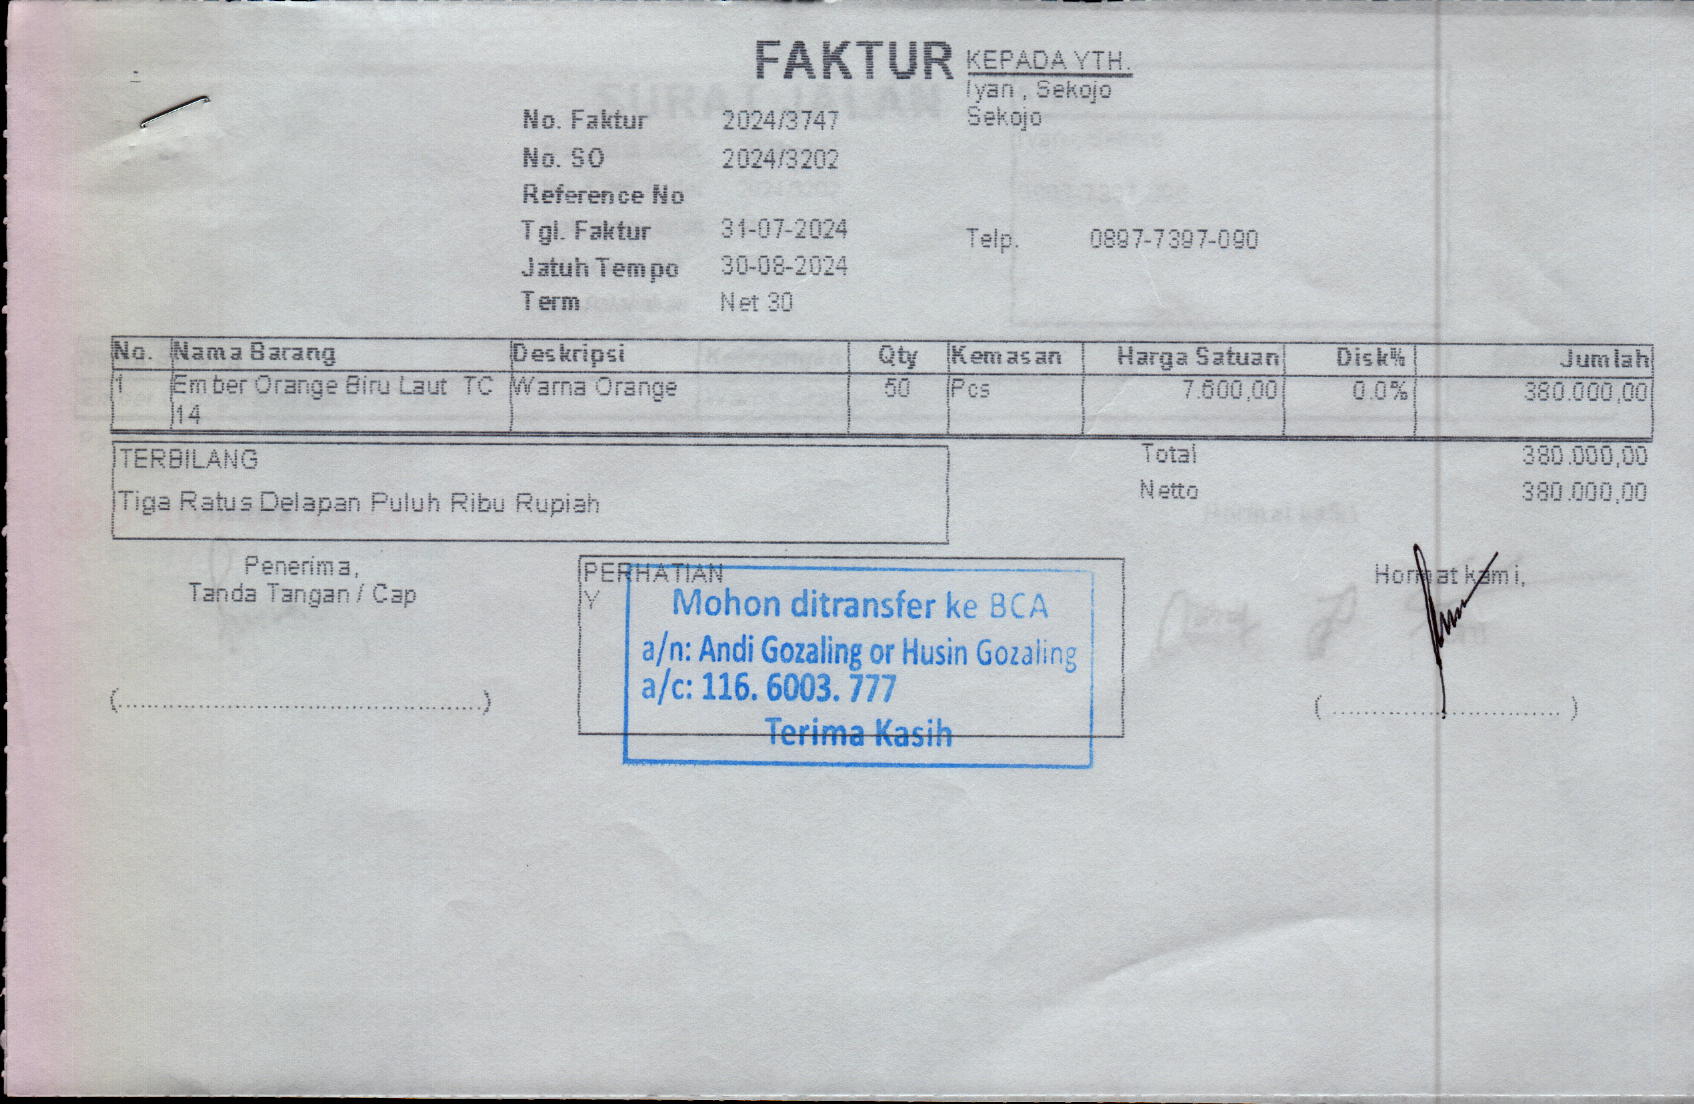 FAKTUR
KEPADA YTH.
Iyan , Sekojo
Sekojo
No. Faktur 2024/3747
No. SO 2024/3202
Reference No
Tgl. Faktur 31-07-2024
Telp. 0897-7397-090
Jatuh Tempo 30-08-2024
Term Net 30
No. Nama Barang Deskripsi Qty Kemasan Harga Satuan Disk% Jumlah
1 Ember Orange Biru Laut TC Warna Orange 50 Pcs 7.600,00 0.0% 380.000,00
14
TERBILANG
Tiga Ratus Delapan Puluh Ribu Rupiah
Total 380.000,00
Netto 380.000,00
Penerima,
Tanda Tangan / Cap
PERHATIAN
Y
Mohon ditransfer ke BCA
a/n: Andi Gozaling or Husin Gozaling
a/c: 116. 6003. 777
Terima Kasih
Hormat kami,
(..............................................)
(..............................)
SURAT JALAN